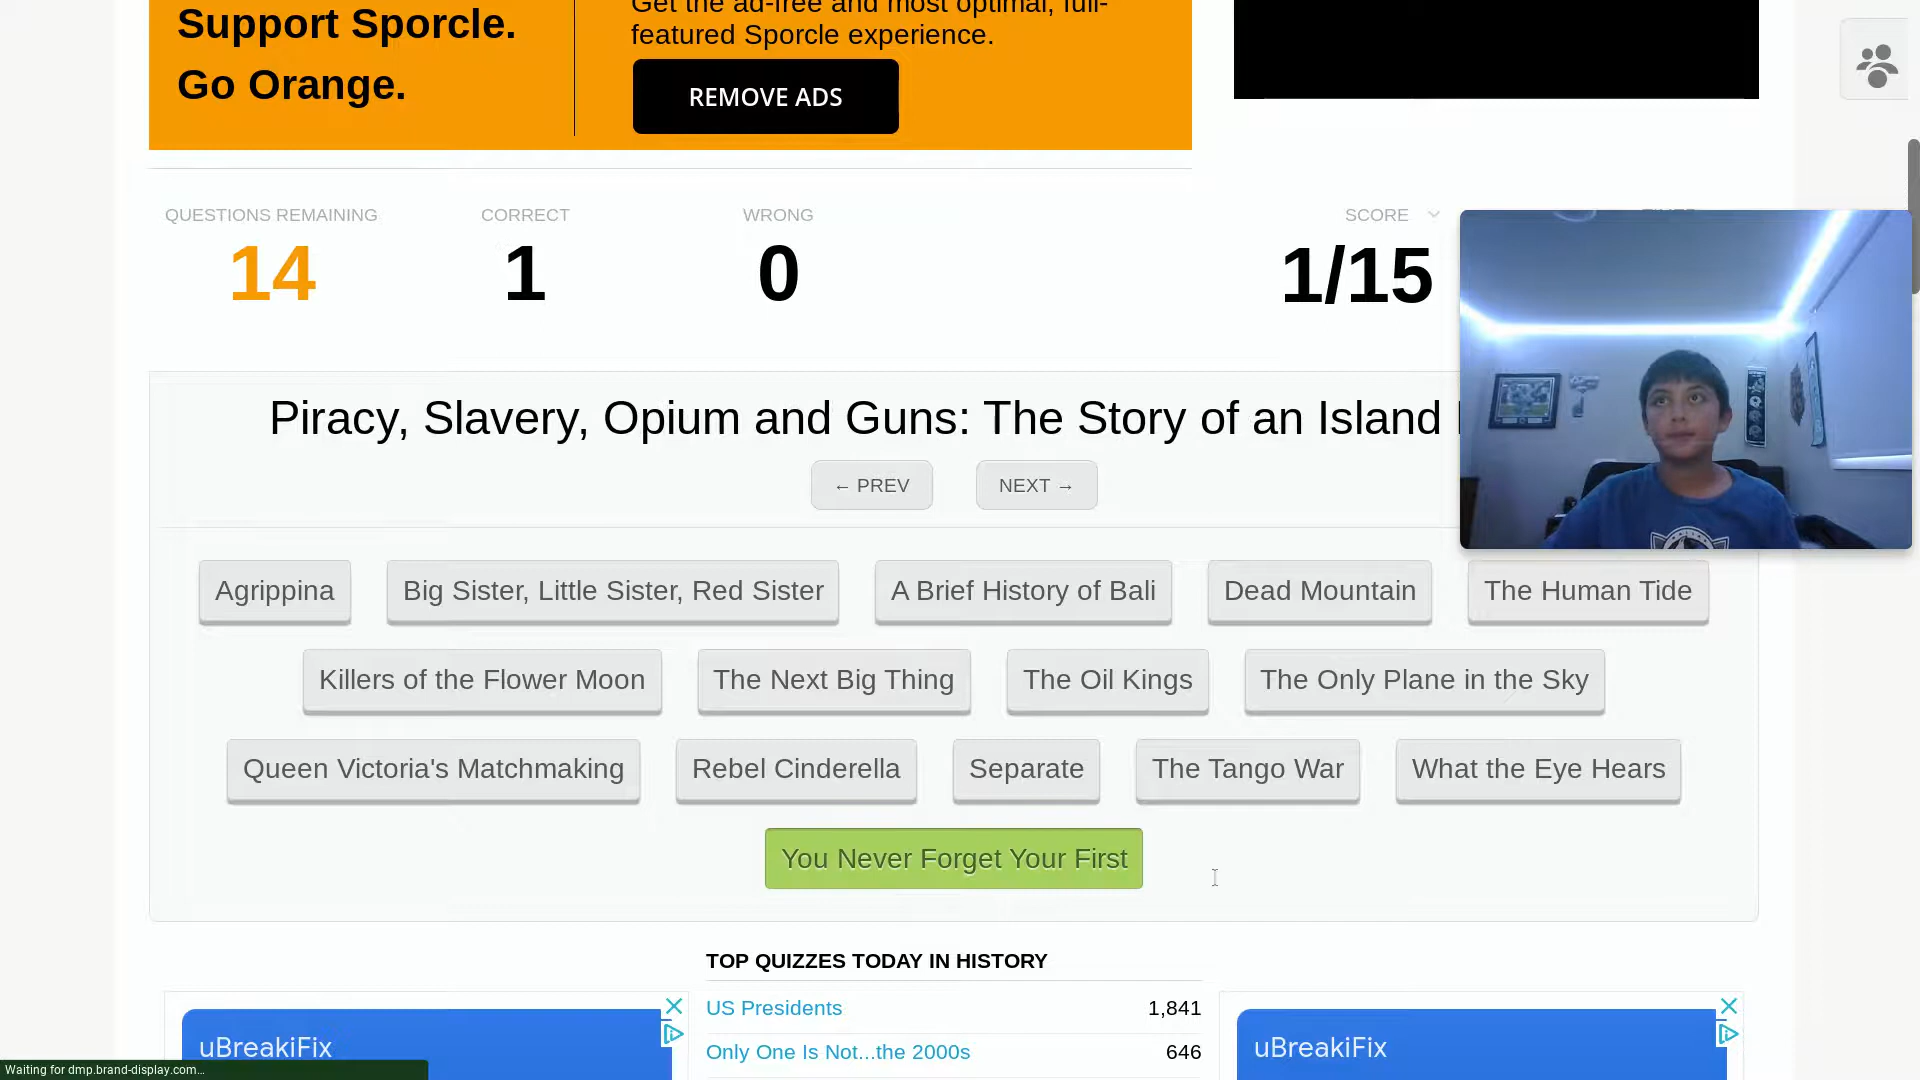 Support Sporcle.
Go Orange.
Get the ad-free and most optimal, full-
featured Sporcle experience.
REMOVE ADS
QUESTIONS REMAINING
14
CORRECT
1
WRONG
0
SCORE
1/15
Piracy, Slavery, Opium and Guns: The Story of an Island
← PREV
NEXT →
Agrippina
Big Sister, Little Sister, Red Sister
A Brief History of Bali
Dead Mountain
The Human Tide
Killers of the Flower Moon
The Next Big Thing
The Oil Kings
The Only Plane in the Sky
Queen Victoria's Matchmaking
Rebel Cinderella
Separate
The Tango War
What the Eye Hears
You Never Forget Your First
TOP QUIZZES TODAY IN HISTORY
US Presidents 1,841
Only One Is Not...the 2000s 646
uBreakiFix
uBreakiFix
Waiting for dmp.brand-display.com...